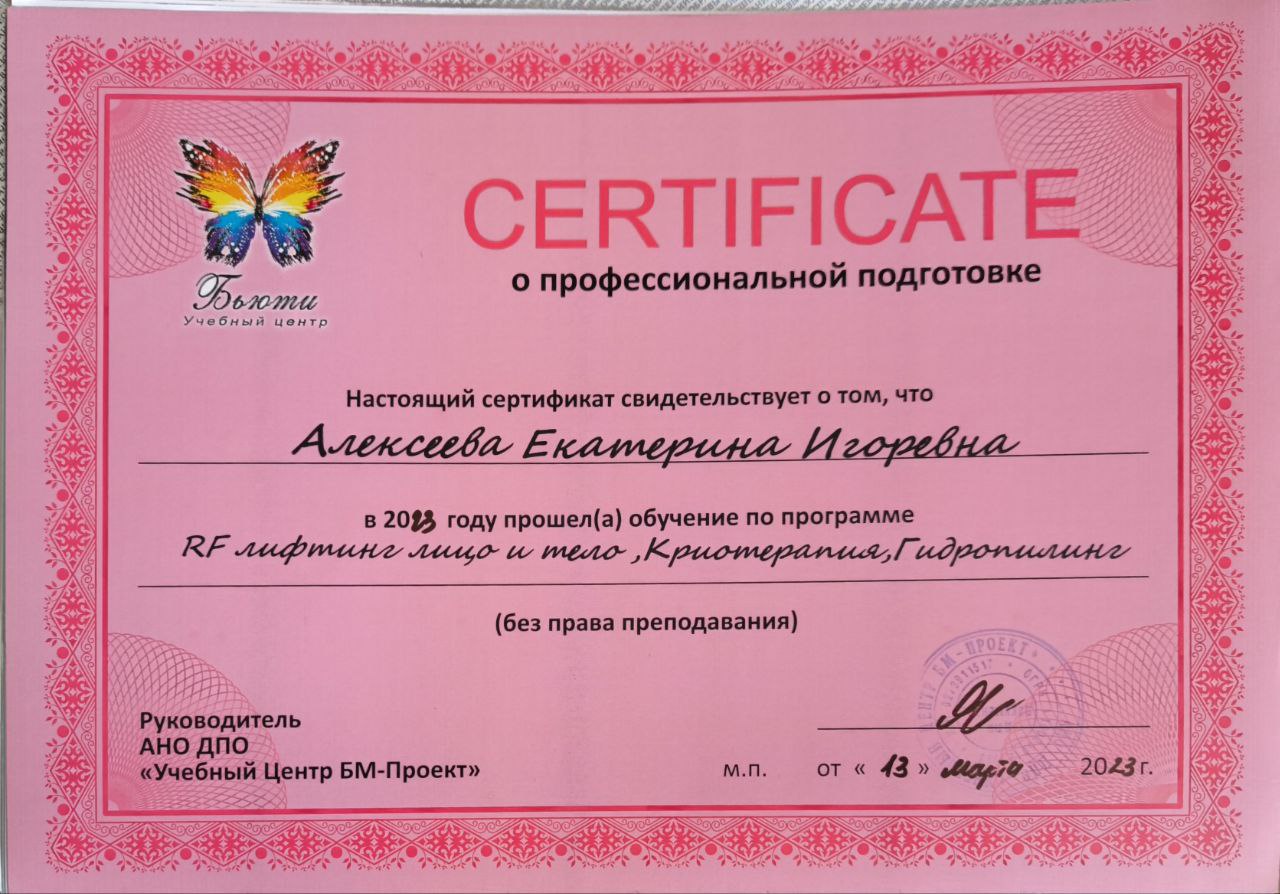 CERTIFICATE
о профессиональной подготовке
Бьюти
Учебный центр
Настоящий сертификат свидетельствует о том, что
Алексеева Екатерина Игоревна
в 2023 году прошел(а) обучение по программе
RF лифтинг лицо и тело ,Криотерапия,Гидропилинг
(без права преподавания)
БМ-ПРОЕКТ
Руководитель
АНО ДПО
«Учебный Центр БМ-Проект»
м.п. от « 13 » марта 2023 г.